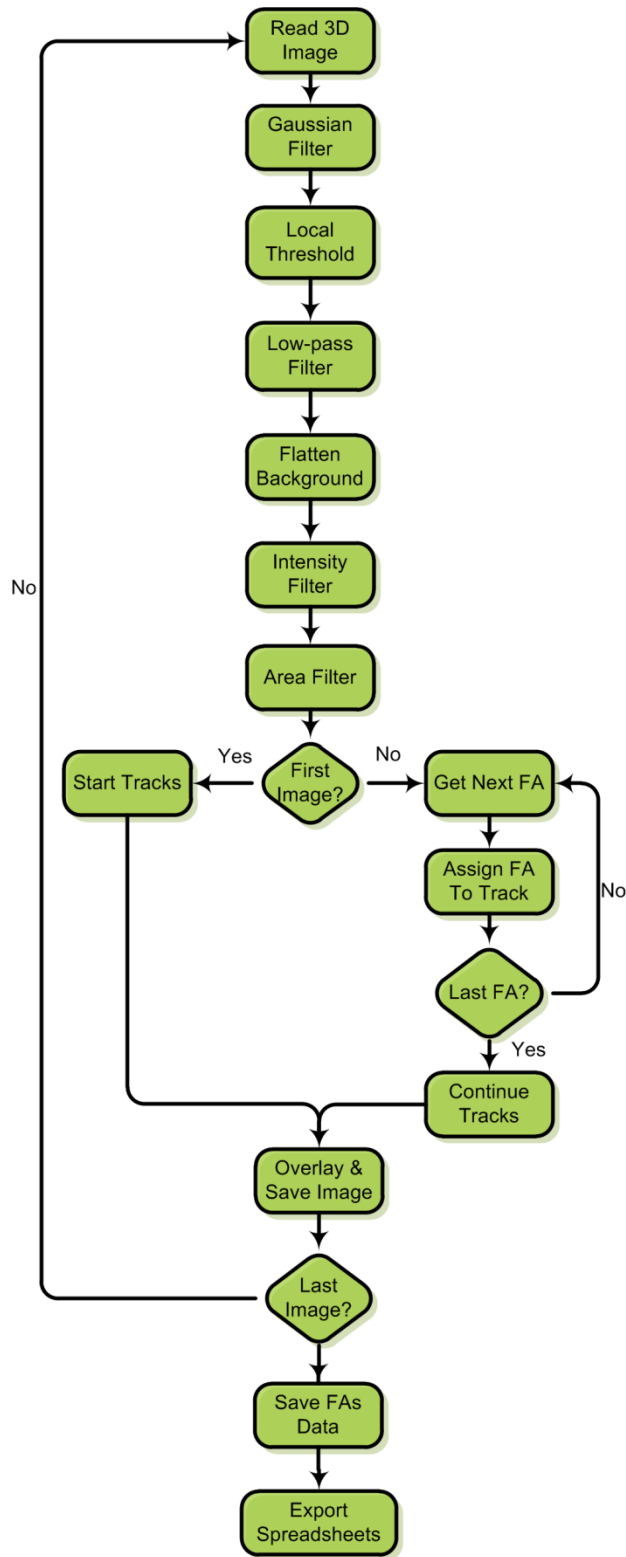 Read 3D
Image
Gaussian
Filter
Local
Threshold
Low-pass
Filter
Flatten
Background
Intensity
Filter
No
Area Filter
Start Tracks
Yes
First
Image?
No
Get Next FA
Assign FA
To Track
No
Last FA?
Yes
Continue
Tracks
Overlay &
Save Image
Last
Image?
Save FAs
Data
Export
Spreadsheets